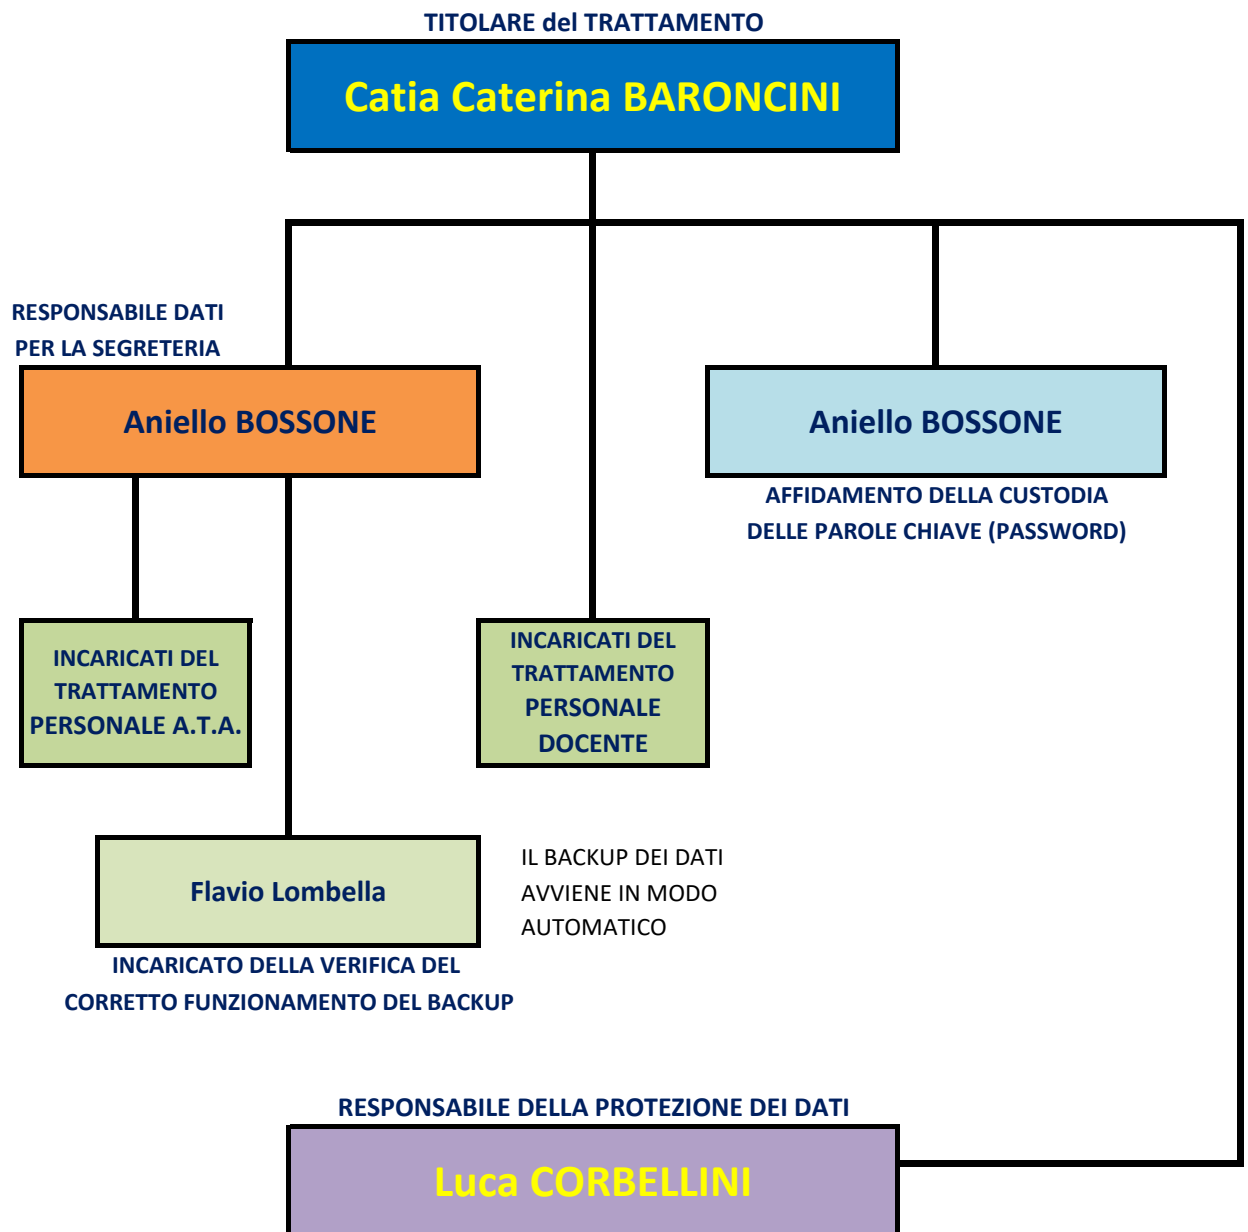 TITOLARE del TRATTAMENTO
Catia Caterina BARONCINI
RESPONSABILE DATI
PER LA SEGRETERIA
Aniello BOSSONE
Aniello BOSSONE
AFFIDAMENTO DELLA CUSTODIA
DELLE PAROLE CHIAVE (PASSWORD)
INCARICATI DEL
TRATTAMENTO
PERSONALE A.T.A.
INCARICATI DEL
TRATTAMENTO
PERSONALE
DOCENTE
Flavio Lombella
IL BACKUP DEI DATI
AVVIENE IN MODO
AUTOMATICO
INCARICATO DELLA VERIFICA DEL
CORRETTO FUNZIONAMENTO DEL BACKUP
RESPONSABILE DELLA PROTEZIONE DEI DATI
Luca CORBELLINI